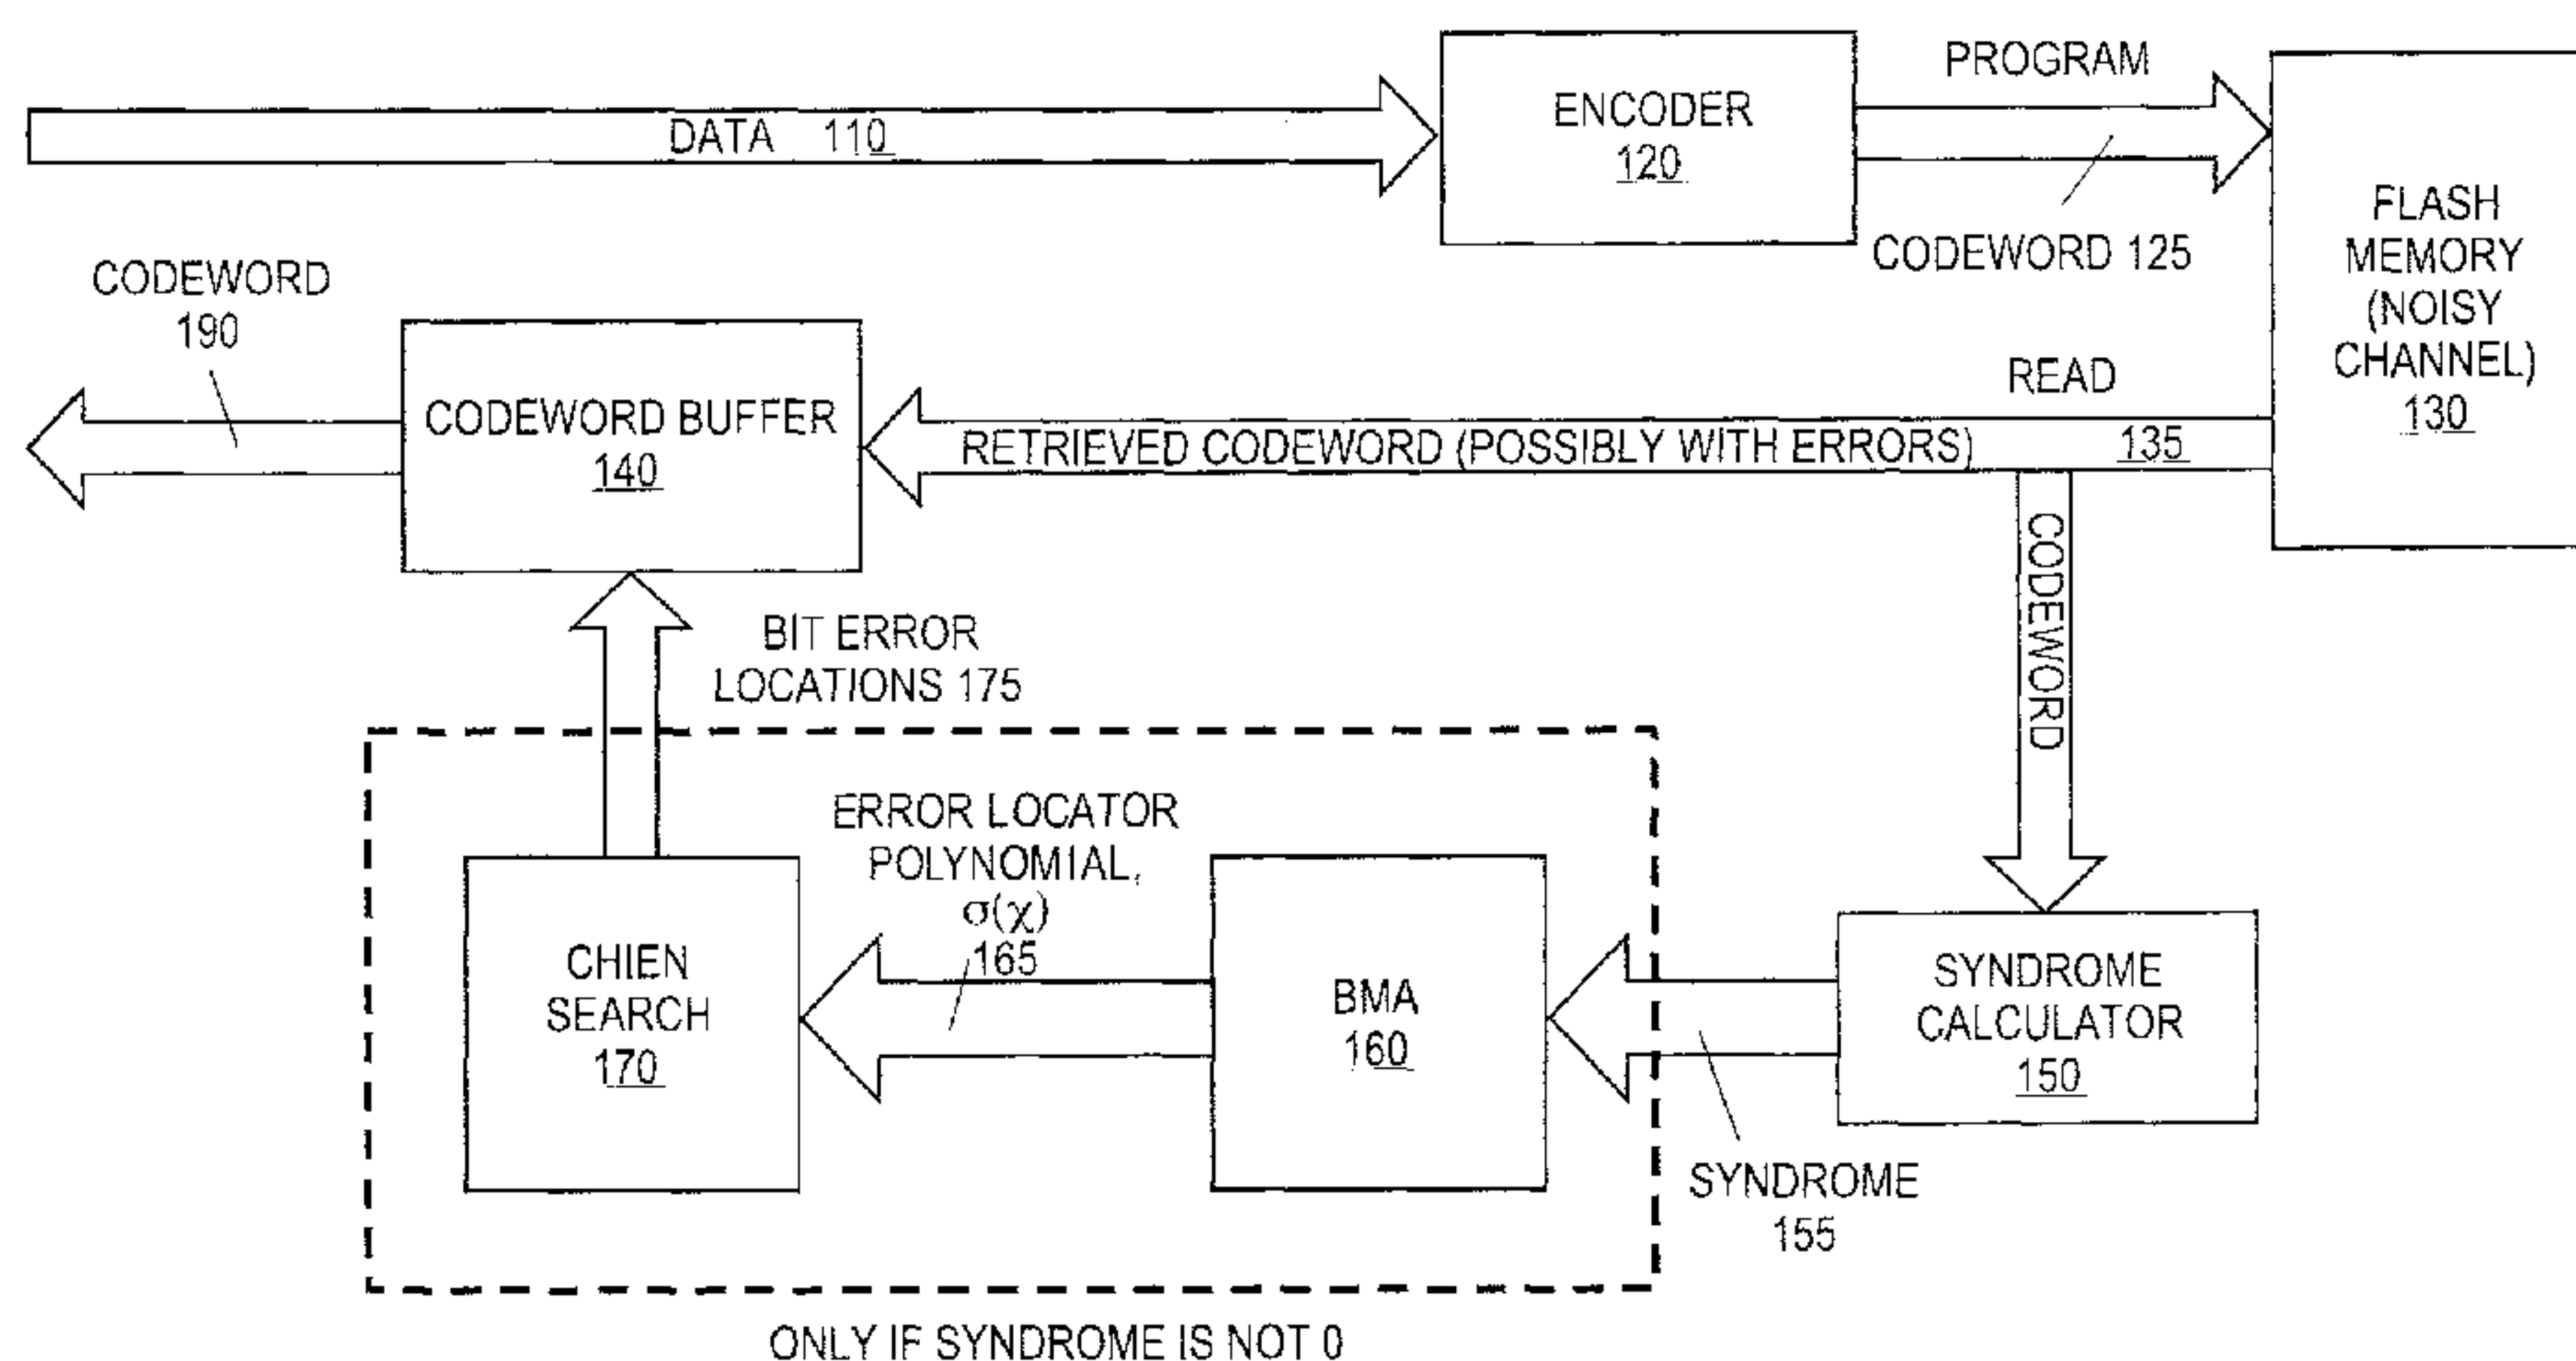 DATA 110
ENCODER
120
PROGRAM
CODEWORD 125
FLASH
MEMORY
(NOISY
CHANNEL)
130
CODEWORD
190
CODEWORD BUFFER
140
READ
RETRIEVED CODEWORD (POSSIBLY WITH ERRORS) 135
CODEWORD
BIT ERROR
LOCATIONS 175
ERROR LOCATOR
POLYNOMIAL,
σ(χ)
165
CHIEN
SEARCH
170
BMA
160
SYNDROME
CALCULATOR
150
SYNDROME
155
ONLY IF SYNDROME IS NOT 0